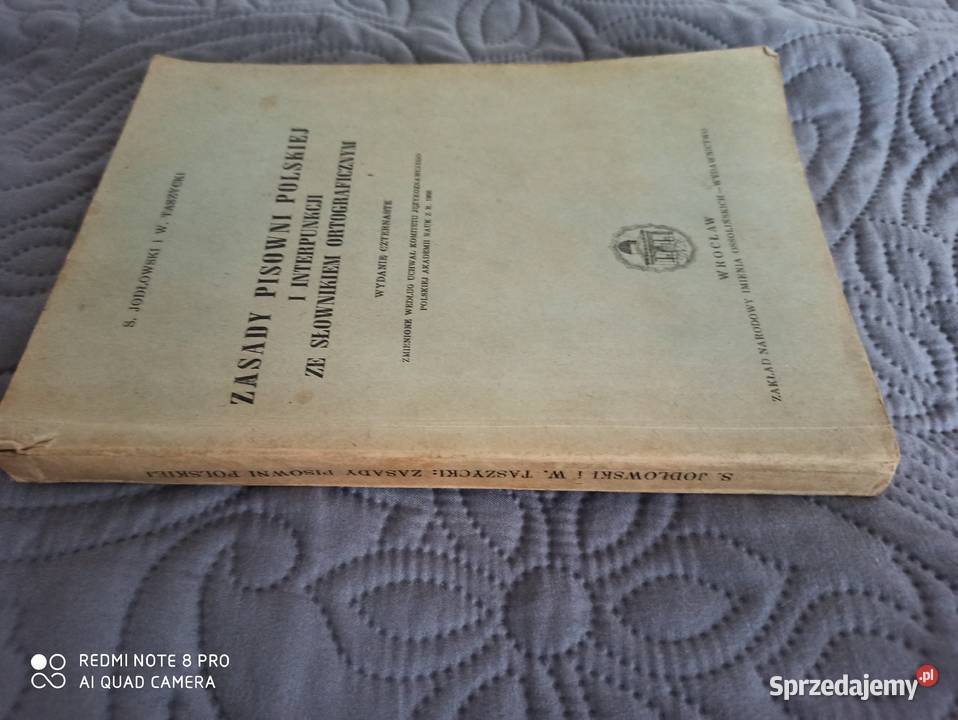 S. JODŁOWSKI i W. TASZYCKI
ZASADY PISOWNI POLSKIEJ
I INTERPUNKCJI
ZE SŁOWNIKIEM ORTOGRAFICZNYM
WYDANIE CZTERNASTE
ZMIENIONE WEDŁUG UCHWAŁ KOMITETU JĘZYKOZNAWCZEGO
POLSKIEJ AKADEMII NAUK Z R. 1956
WROCŁAW
ZAKŁAD NARODOWY IMIENIA OSSOLIŃSKICH – WYDAWNICTWO
S. JODŁOWSKI i W. TASZYCKI: ZASADY PISOWNI POLSKIEJ
REDMI NOTE 8 PRO
AI QUAD CAMERA
Sprzedajemy.pl